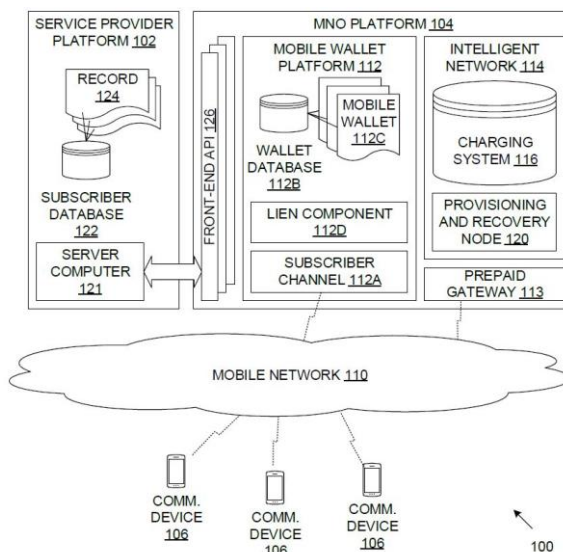 SERVICE PROVIDER
PLATFORM 102
RECORD
124
SUBSCRIBER
DATABASE
122
SERVER
COMPUTER
121
MNO PLATFORM 104
FRONT-END API 126
MOBILE WALLET
PLATFORM 112
MOBILE
WALLET
112C
WALLET
DATABASE
112B
LIEN COMPONENT
112D
SUBSCRIBER
CHANNEL 112A
INTELLIGENT
NETWORK 114
CHARGING
SYSTEM 116
PROVISIONING
AND RECOVERY
NODE 120
PREPAID
GATEWAY 113
MOBILE NETWORK 110
COMM.
DEVICE
106
COMM.
DEVICE
106
COMM.
DEVICE
106
100